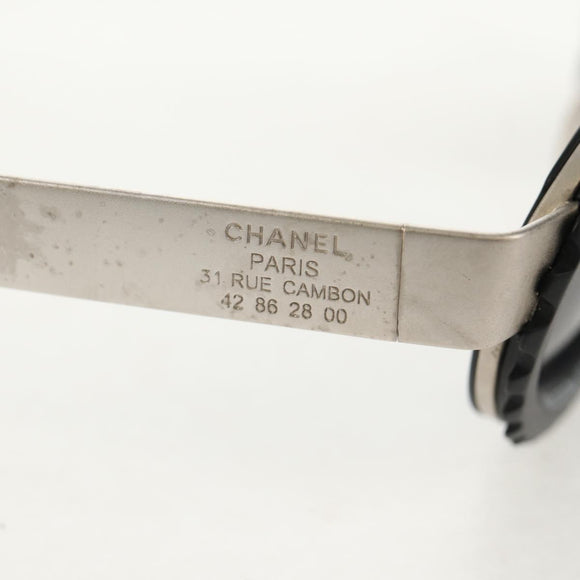 CHANEL
PARIS
31 RUE CAMBON
42 86 28 00